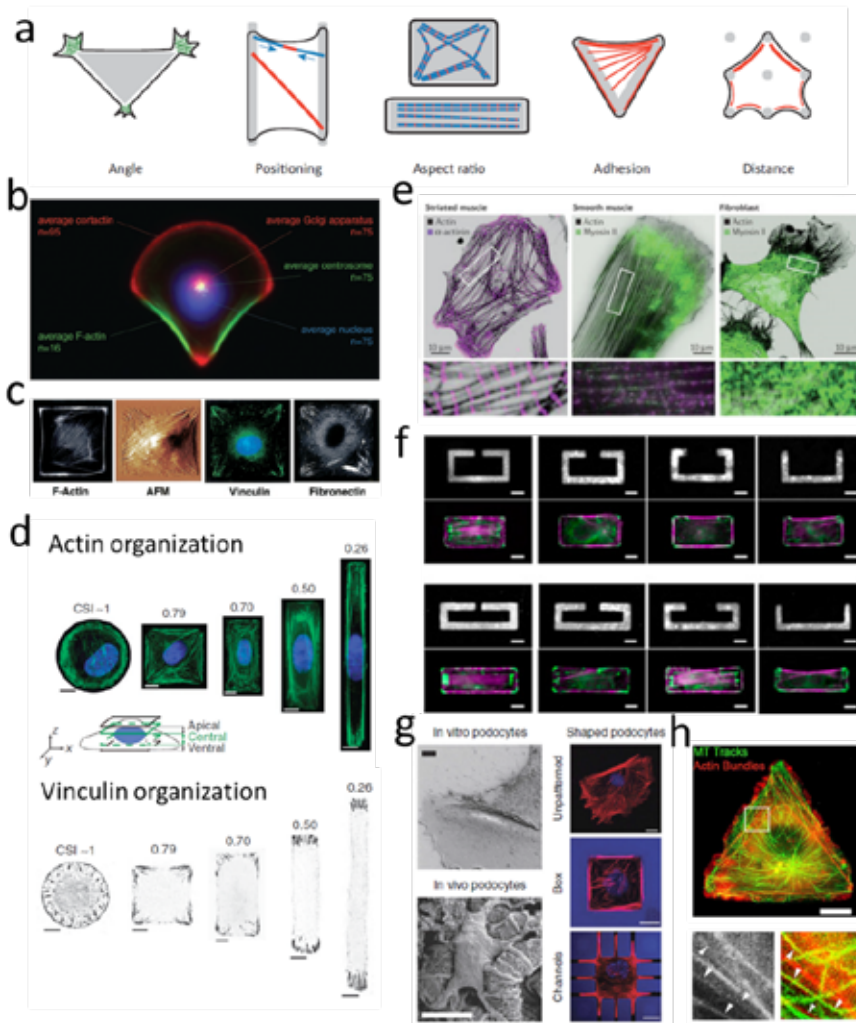 a
Angle
Positioning
Aspect ratio
Adhesion
Distance
b
average cortactin
n=95
average Golgi apparatus
n=75
average centrosome
n=75
average F-actin
n=16
average nucleus
n=75
c
F-Actin
AFM
Vinculin
Fibronectin
d
Actin organization
CSI ~1
0.79
0.70
0.50
0.26
z
x
y
Apical
Central
Ventral
Vinculin organization
CSI ~1
0.79
0.70
0.50
0.26
e
Striated muscle
Actin
α-actinin
10 μm
Smooth muscle
Actin
Myosin II
10 μm
Fibroblast
Actin
Myosin II
10 μm
f
g
In vitro podocytes
In vivo podocytes
Shaped podocytes
Unpatterned
Box
Channels
h
MT Tracks
Actin Bundles